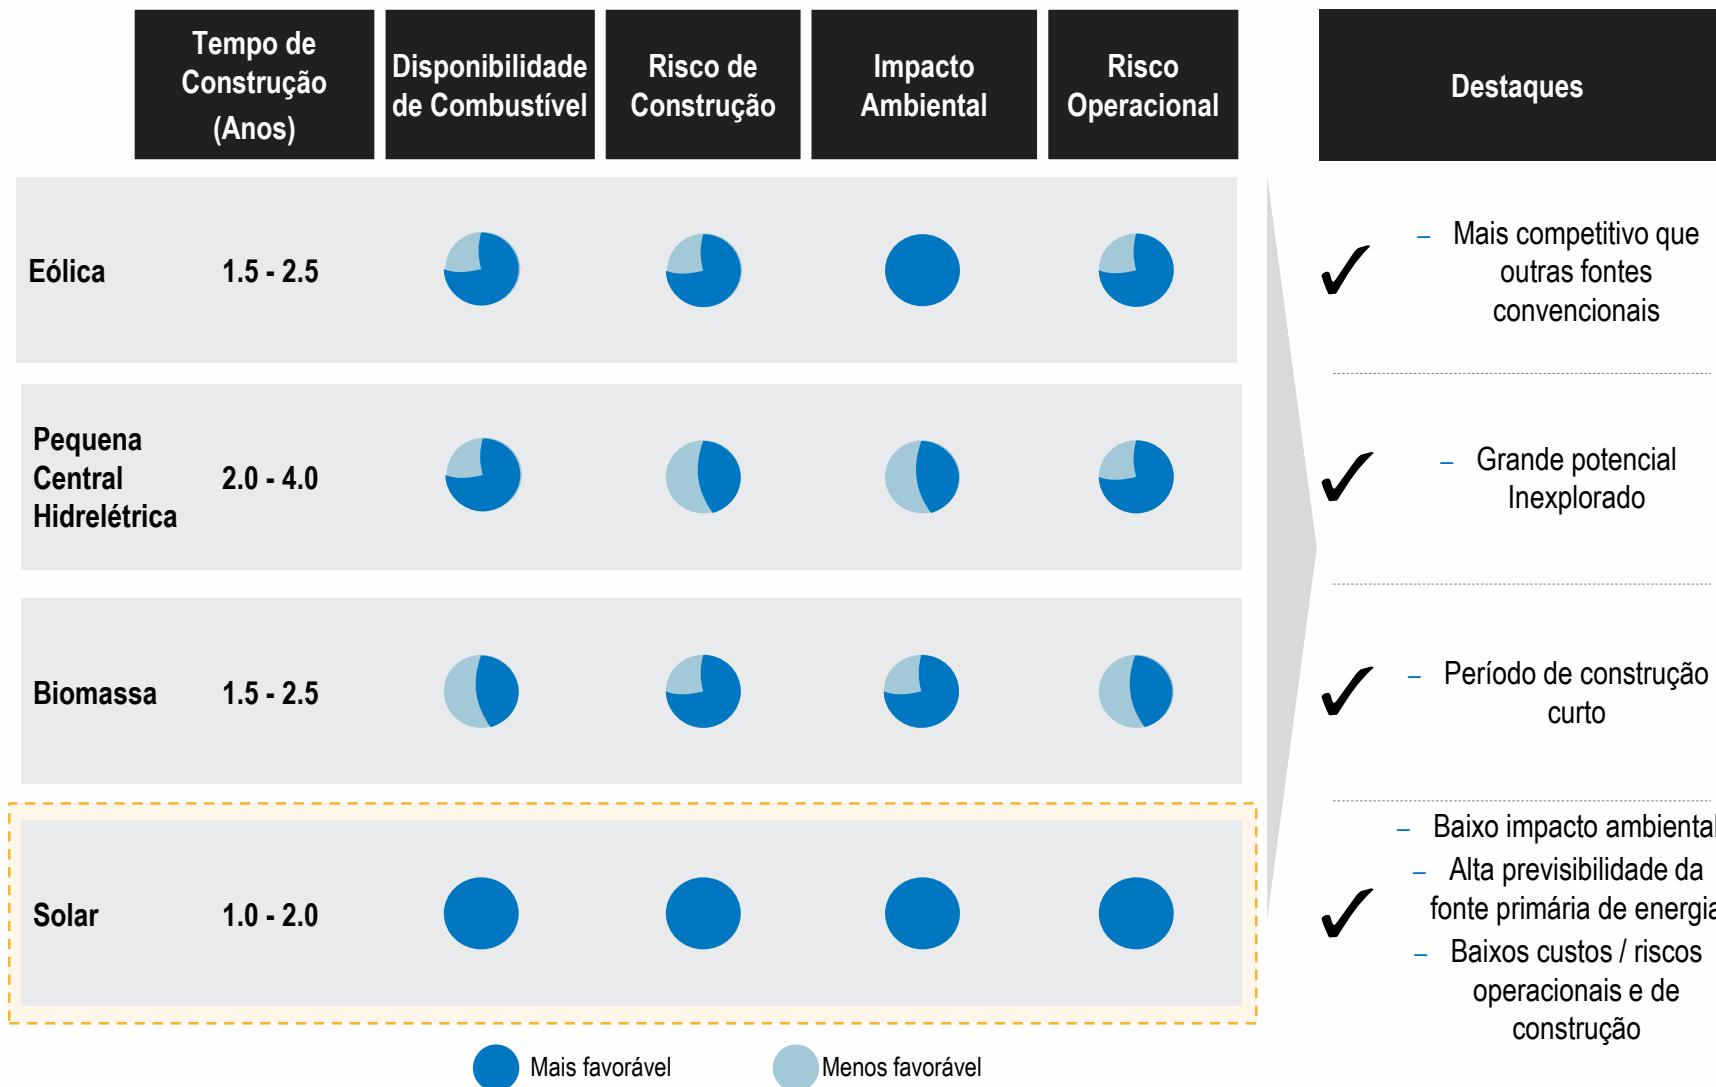 Tempo de
Construção
(Anos)
Disponibilidade
de Combustível
Risco de
Construção
Impacto
Ambiental
Risco
Operacional
Destaques
Eólica
1.5 - 2.5
– Mais competitivo que
outras fontes
convencionais
Pequena
Central
Hidrelétrica
2.0 - 4.0
– Grande potencial
Inexplorado
Biomassa
1.5 - 2.5
– Período de construção
curto
Solar
1.0 - 2.0
– Baixo impacto ambiental
– Alta previsibilidade da
fonte primária de energia
– Baixos custos / riscos
operacionais e de
construção
Mais favorável
Menos favorável